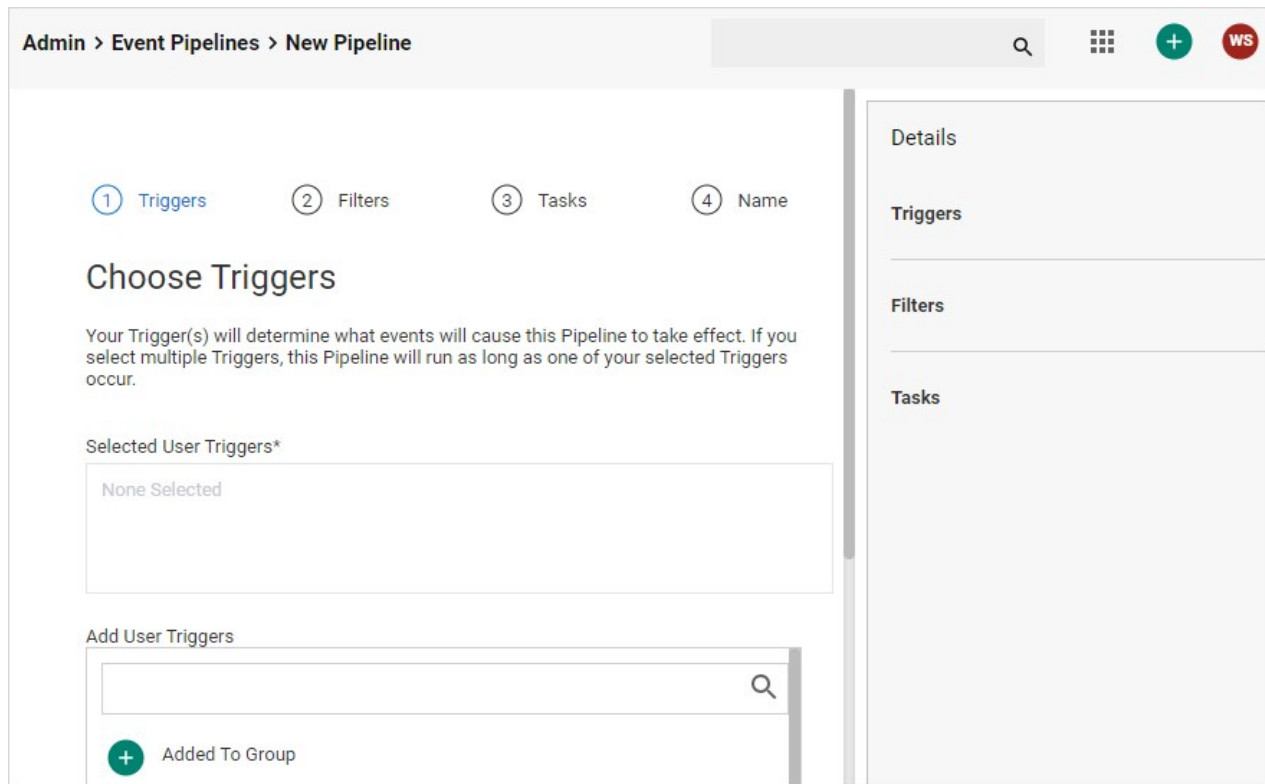 Admin > Event Pipelines > New Pipeline
WS
1 Triggers
2 Filters
3 Tasks
4 Name
Choose Triggers
Your Trigger(s) will determine what events will cause this Pipeline to take effect. If you
select multiple Triggers, this Pipeline will run as long as one of your selected Triggers
occur.
Selected User Triggers*
None Selected
Add User Triggers
Added To Group
Details
Triggers
Filters
Tasks